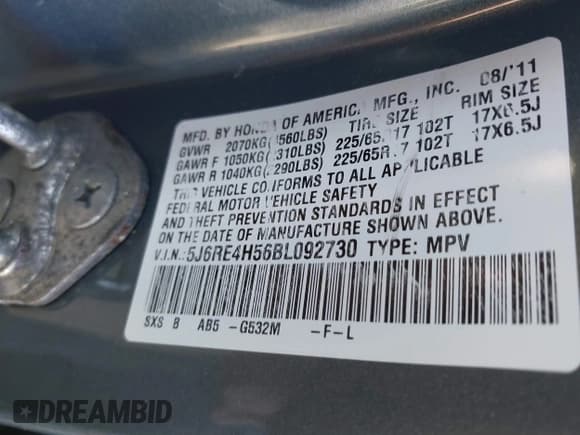 MFD. BY HONDA OF AMERICA MFG., INC. 08/'11
GVWR 2070KG( 560LBS) TIRE SIZE RIM SIZE
GAWR F 1050KG( 310LBS) 225/65R17 102T 17X6.5J
GAWR R 1040KG( 290LBS) 225/65R17 102T 17X6.5J
THIS VEHICLE CONFORMS TO ALL APPLICABLE
FEDERAL MOTOR VEHICLE SAFETY
AND THEFT PREVENTION STANDARDS IN EFFECT
ON THE DATE OF MANUFACTURE SHOWN ABOVE.
V.I.N.:5J6RE4H56BL092730 TYPE: MPV
SXS B AB5 -G532M -F-L
DREAMBID